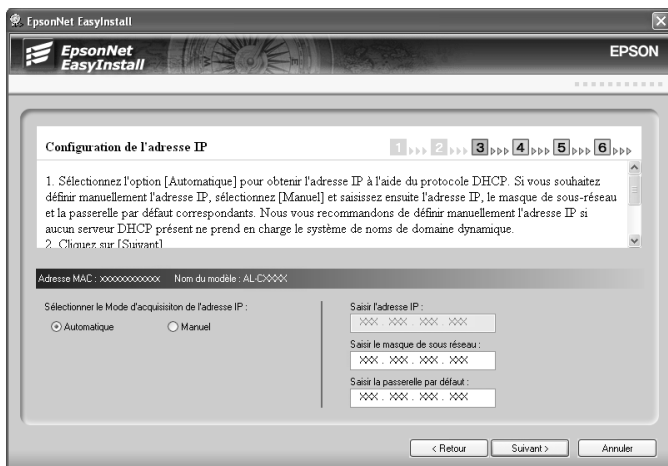 EpsonNet EasyInstall
EpsonNet
EasyInstall
EPSON
Configuration de l'adresse IP
1 2 3 4 5 6
1. Sélectionnez l'option [Automatique] pour obtenir l'adresse IP à l'aide du protocole DHCP. Si vous souhaitez
définir manuellement l'adresse IP, sélectionnez [Manuel] et saisissez ensuite l'adresse IP, le masque de sous-réseau
et la passerelle par défaut correspondants. Nous vous recommandons de définir manuellement l'adresse IP si
aucun serveur DHCP présent ne prend en charge le système de noms de domaine dynamique.
2. Cliquez sur [Suivant]
Adresse MAC : xxxxxxxxxxxx Nom du modèle : AL-CXXXX
Sélectionner le Mode d'acquisiiton de l'adresse IP :
Automatique Manuel
Saisir l'adresse IP :
XXX . XXX . XXX . XXX
Saisir le masque de sous réseau :
XXX . XXX . XXX . XXX
Saisir la passerelle par défaut :
XXX . XXX . XXX . XXX
< Retour Suivant > Annuler